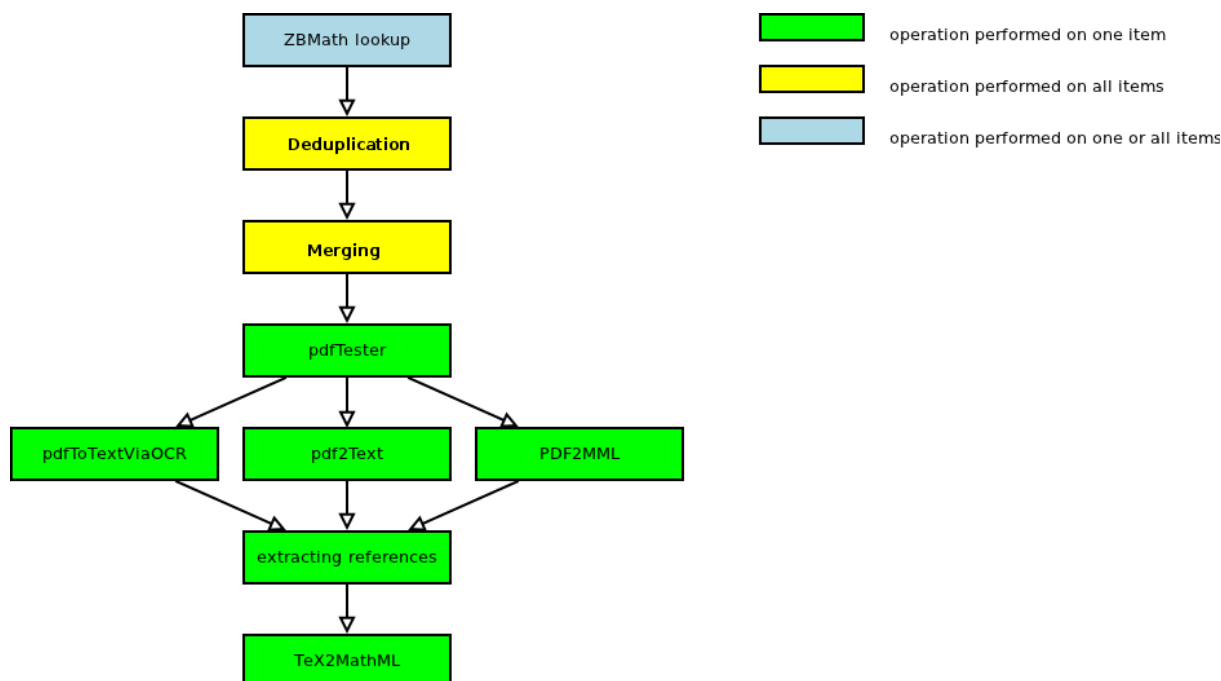 ZBMath lookup
operation performed on one item
operation performed on all items
operation performed on one or all items
Deduplication
Merging
pdfTester
pdfToTextViaOCR
pdf2Text
PDF2MML
extracting references
TeX2MathML